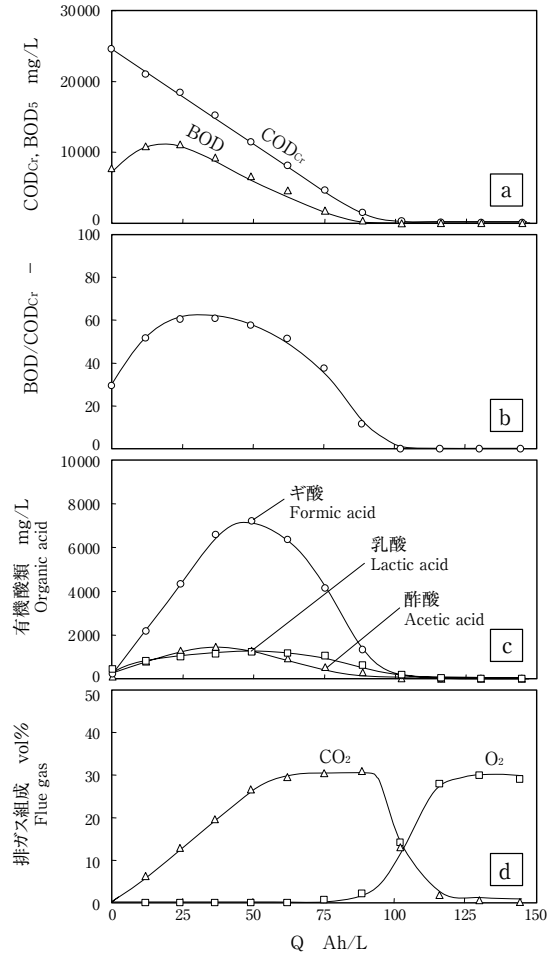 30000
20000
10000
0
COD_Cr, BOD₅ mg/L
BOD
COD_Cr
a
100
80
60
40
20
0
BOD/COD_Cr −
b
10000
8000
6000
4000
2000
0
有機酸類 mg/L
Organic acid
ギ酸
Formic acid
乳酸
Lactic acid
酢酸
Acetic acid
c
50
40
30
20
10
0
排ガス組成 vol%
Flue gas
CO₂
O₂
d
0 25 50 75 100 125 150
Q Ah/L